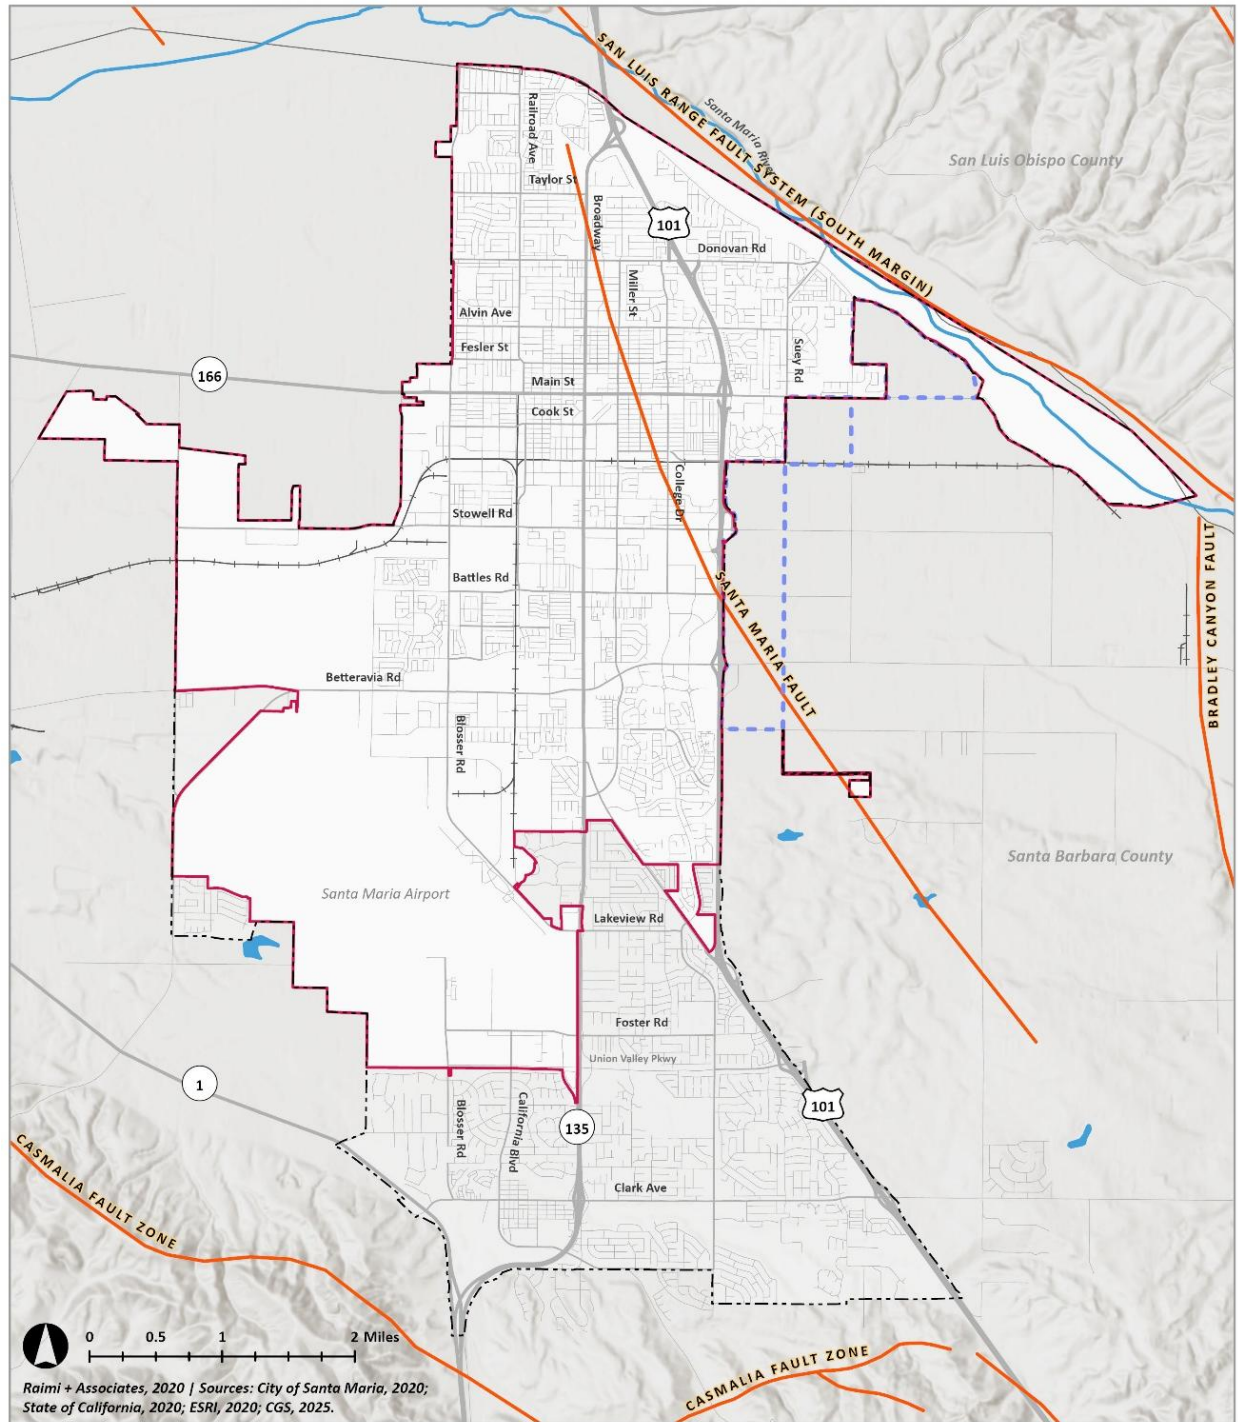 SAN LUIS RANGE FAULT SYSTEM (SOUTH MARGIN)
Santa Maria River
San Luis Obispo County
Railroad Ave
Taylor St
Broadway
101
Donovan Rd
Miller St
Alvin Ave
Fesler St
Suey Rd
166
Main St
Cook St
College Dr
Stowell Rd
Battles Rd
SANTA MARIA FAULT
BRADLEY CANYON FAULT
Betteravia Rd
Blosser Rd
Santa Barbara County
Santa Maria Airport
Lakeview Rd
Foster Rd
Union Valley Pkwy
1
101
Blosser Rd
California Blvd
135
CASMALIA FAULT ZONE
Clark Ave
CASMALIA FAULT ZONE
0 0.5 1 2 Miles
Raimi + Associates, 2020 | Sources: City of Santa Maria, 2020;
State of California, 2020; ESRI, 2020; CGS, 2025.